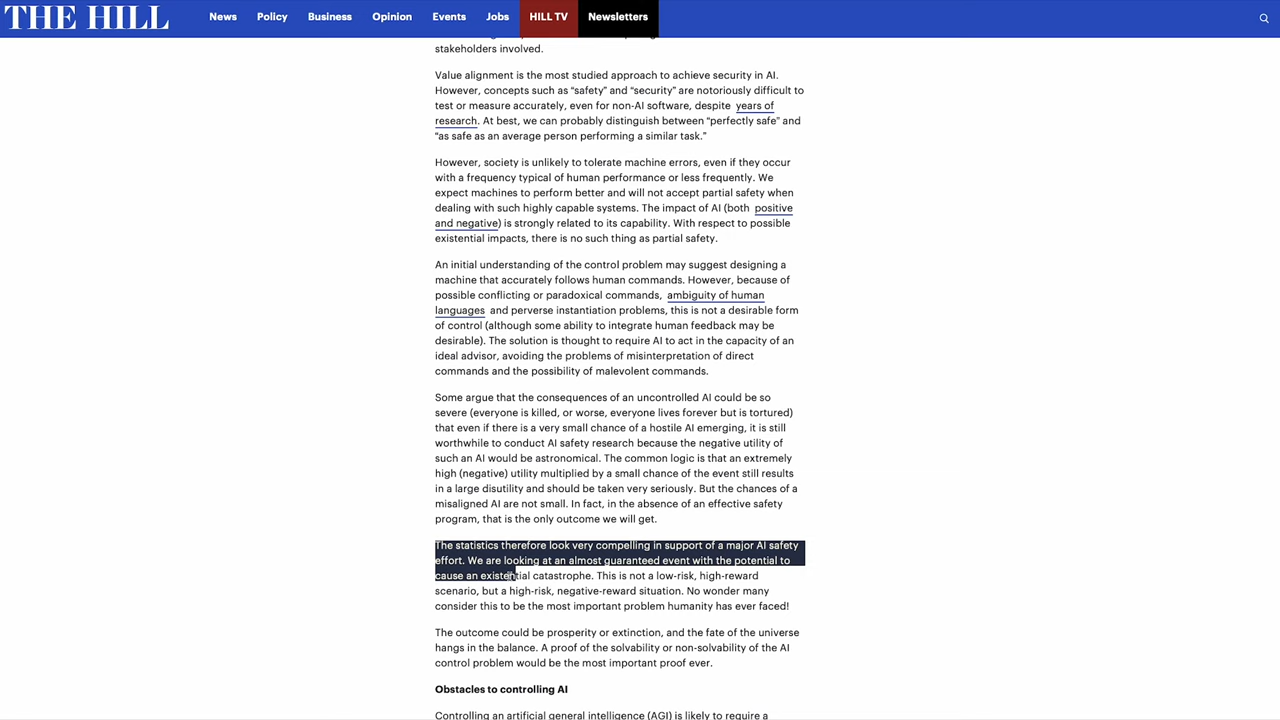 THE HILL
News Policy Business Opinion Events Jobs HILL TV Newsletters
stakeholders involved.
Value alignment is the most studied approach to achieve security in AI.
However, concepts such as “safety” and “security” are notoriously difficult to
test or measure accurately, even for non-AI software, despite years of
research. At best, we can probably distinguish between “perfectly safe” and
“as safe as an average person performing a similar task.”
However, society is unlikely to tolerate machine errors, even if they occur
with a frequency typical of human performance or less frequently. We
expect machines to perform better and will not accept partial safety when
dealing with such highly capable systems. The impact of AI (both positive
and negative) is strongly related to its capability. With respect to possible
existential impacts, there is no such thing as partial safety.
An initial understanding of the control problem may suggest designing a
machine that accurately follows human commands. However, because of
possible conflicting or paradoxical commands, ambiguity of human
languages and perverse instantiation problems, this is not a desirable form
of control (although some ability to integrate human feedback may be
desirable). The solution is thought to require AI to act in the capacity of an
ideal advisor, avoiding the problems of misinterpretation of direct
commands and the possibility of malevolent commands.
Some argue that the consequences of an uncontrolled AI could be so
severe (everyone is killed, or worse, everyone lives forever but is tortured)
that even if there is a very small chance of a hostile AI emerging, it is still
worthwhile to conduct AI safety research because the negative utility of
such an AI would be astronomical. The common logic is that an extremely
high (negative) utility multiplied by a small chance of the event still results
in a large disutility and should be taken very seriously. But the chances of a
misaligned AI are not small. In fact, in the absence of an effective safety
program, that is the only outcome we will get.
The statistics therefore look very compelling in support of a major AI safety
effort. We are looking at an almost guaranteed event with the potential to
cause an existential catastrophe. This is not a low-risk, high-reward
scenario, but a high-risk, negative-reward situation. No wonder many
consider this to be the most important problem humanity has ever faced!
The outcome could be prosperity or extinction, and the fate of the universe
hangs in the balance. A proof of the solvability or non-solvability of the AI
control problem would be the most important proof ever.
Obstacles to controlling AI
Controlling an artificial general intelligence (AGI) is likely to require a